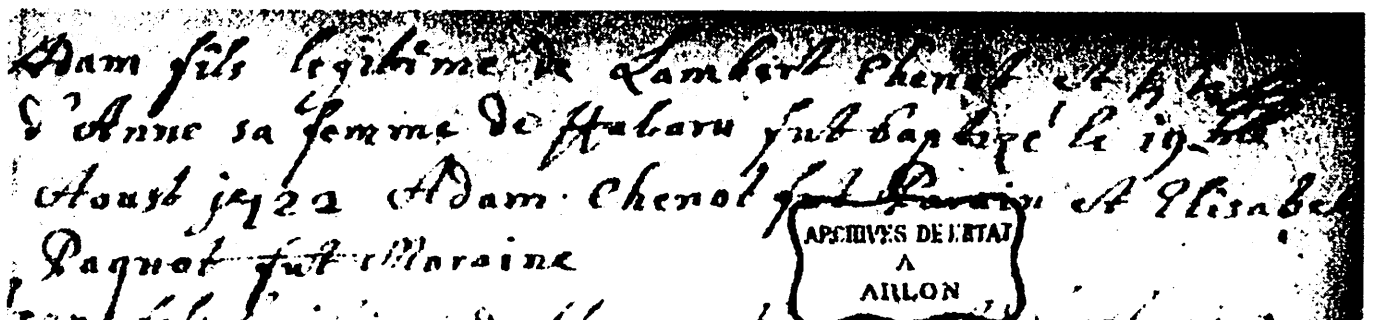 Adam fils legitime de Lambert Chenot et
d'Anne sa femme de Habaru fut baptizé le 19
Aoust 1722 Adam Chenot fut Parain et Elisabet
Paquot fut Maraine
ARCHIVES DE L'ETAT
A
ARLON